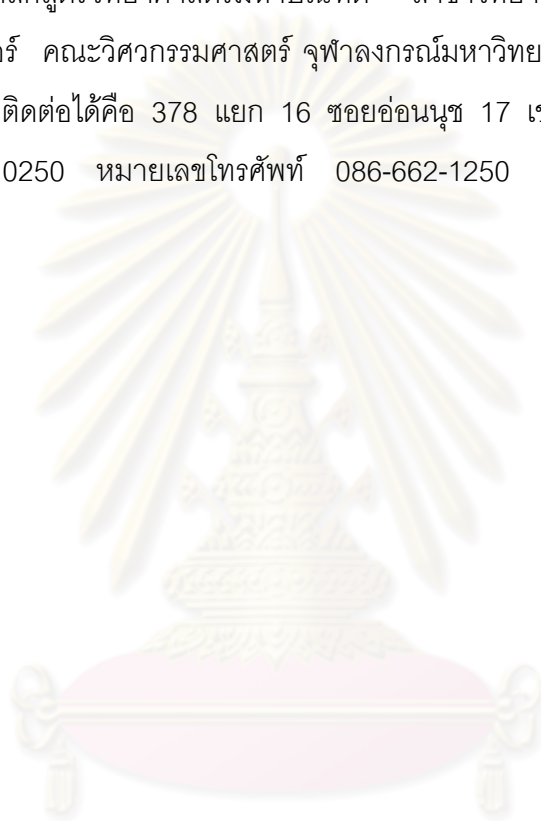 คณะวิศวกรรมศาสตร์ จุฬาลงกรณ์มหาวิทย
ติดต่อได้คือ 378 แยก 16 ซอยอ่อนนุช 17 เข
0250 หมายเลขโทรศัพท์ 086-662-1250